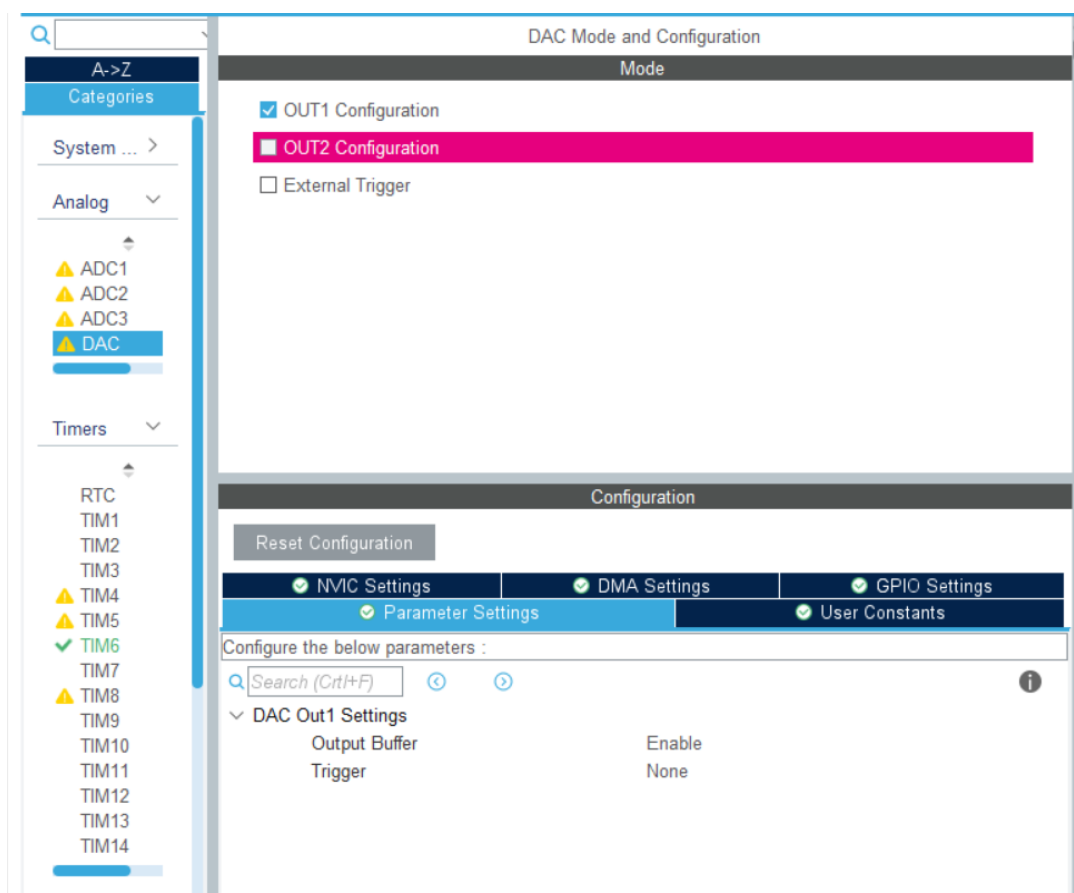 DAC Mode and Configuration
Mode
A->Z
Categories
System ...
Analog
ADC1
ADC2
ADC3
DAC
Timers
RTC
TIM1
TIM2
TIM3
TIM4
TIM5
TIM6
TIM7
TIM8
TIM9
TIM10
TIM11
TIM12
TIM13
TIM14
OUT1 Configuration
OUT2 Configuration
External Trigger
Configuration
Reset Configuration
NVIC Settings
DMA Settings
GPIO Settings
Parameter Settings
User Constants
Configure the below parameters :
Search (Crtl+F)
DAC Out1 Settings
Output Buffer Enable
Trigger None